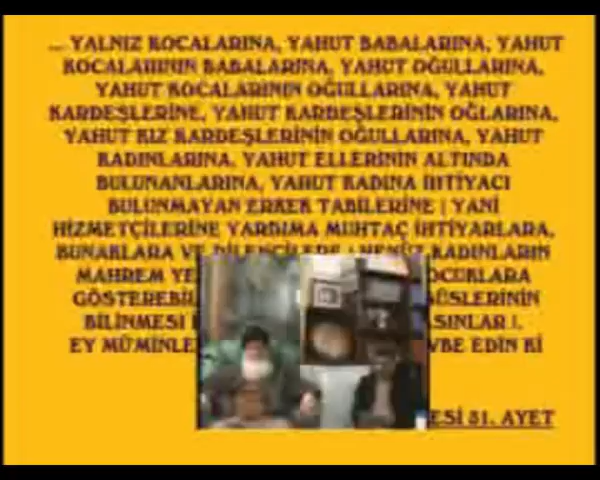 ... YALNIZ KOCALARINA, YAHUT BABALARINA, YAHUT
KOCALARININ BABALARINA, YAHUT OĞULLARINA,
YAHUT KOCALARININ OĞULLARINA, YAHUT
KARDEŞLERİNE, YAHUT KARDEŞLERİNİN OĞLARINA,
YAHUT KIZ KARDEŞLERİNİN OĞULLARINA, YAHUT
KADINLARINA, YAHUT ELLERİNİN ALTINDA
BULUNANLARINA, YAHUT KADINA İHTİYACI
BULUNMAYAN ERKEK TABİLERİNE ( YANİ
HİZMETÇİLERİNE YARDIMA MUHTAÇ İHTİYARLARA,
BUNAKLARA VE KADINLARIN
MAHREM
GÖSTEREBİL
BİLİNMESİ
EY MÜMİNLE EDİN Kİ
ESİ 31. AYET